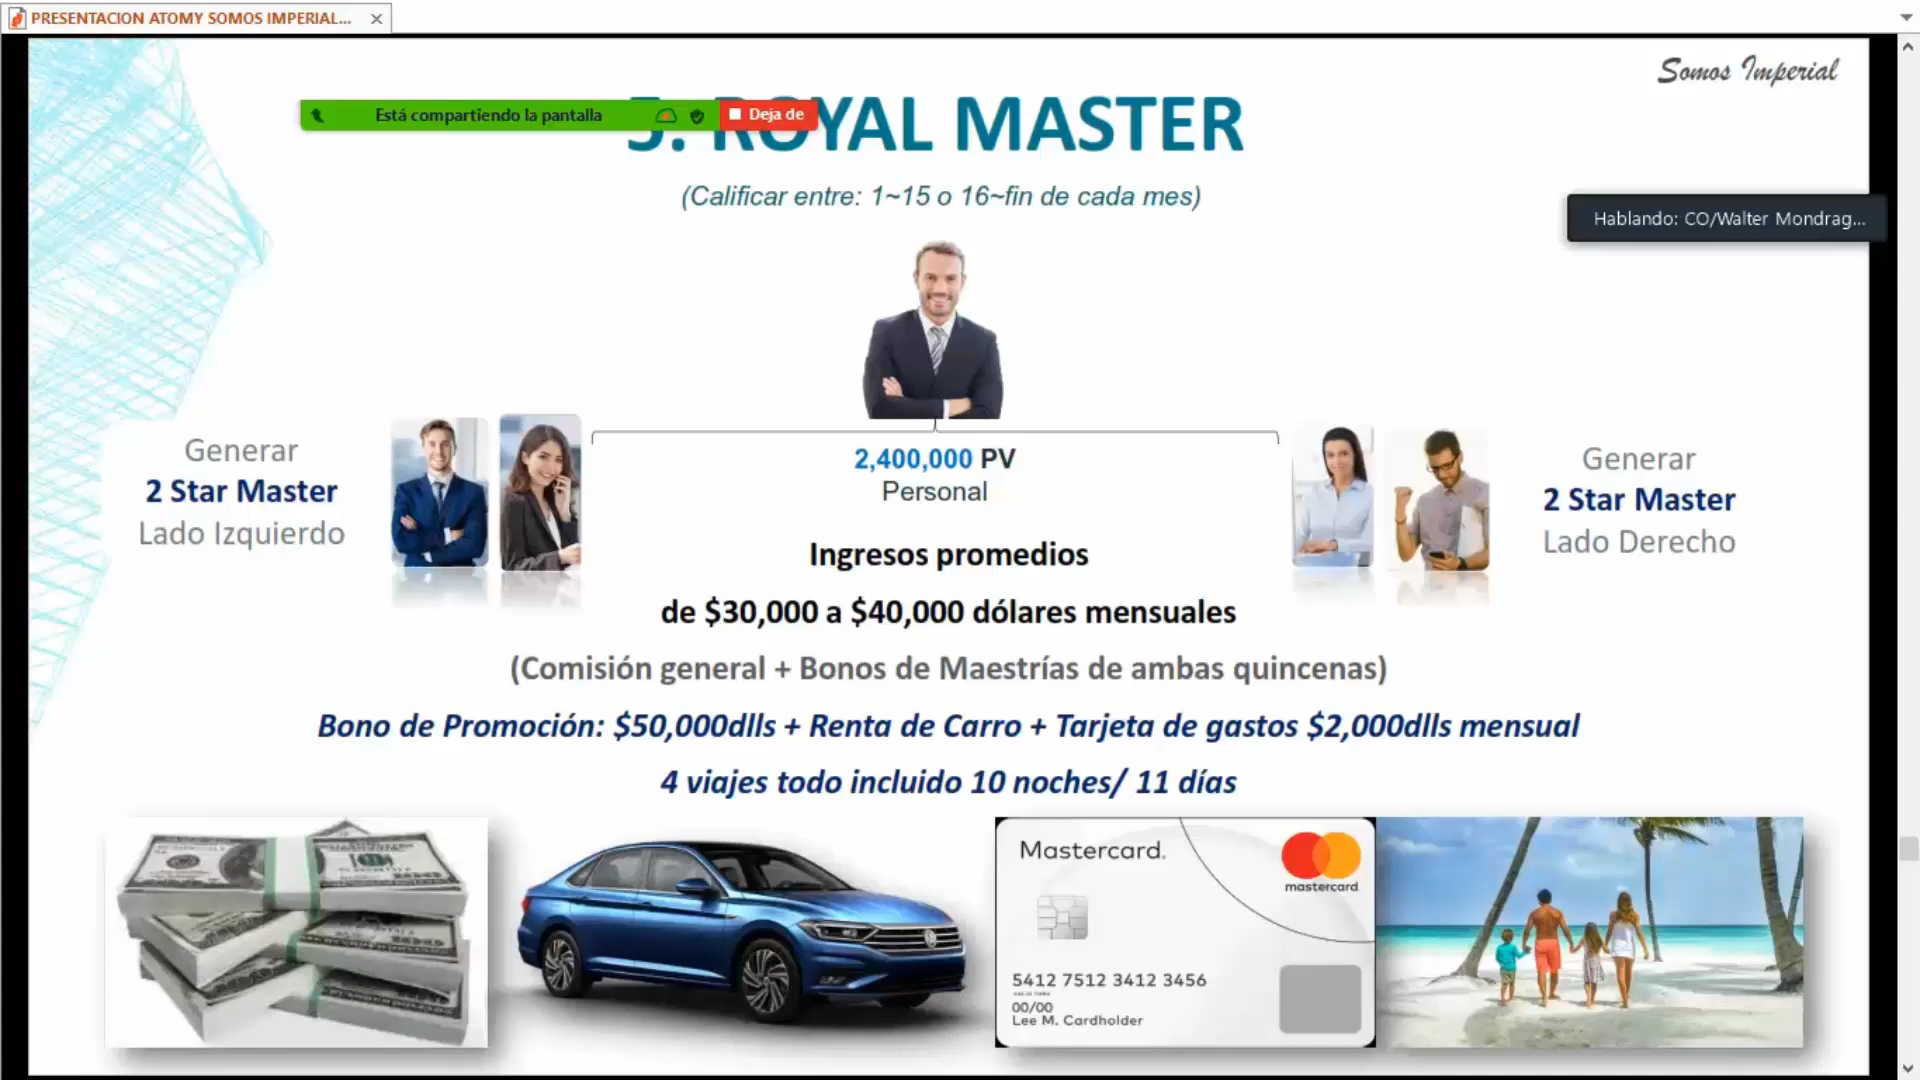 PRESENTACION ATOMY SOMOS IMPERIAL...
Somos Imperial
Está compartiendo la pantalla
Deja de
5. ROYAL MASTER
(Calificar entre: 1~15 o 16~fin de cada mes)
Hablando: CO/Walter Mondrag...
Generar
2 Star Master
Lado Izquierdo
2,400,000 PV
Personal
Generar
2 Star Master
Lado Derecho
Ingresos promedios
de $30,000 a $40,000 dólares mensuales
(Comisión general + Bonos de Maestrías de ambas quincenas)
Bono de Promoción: $50,000dlls + Renta de Carro + Tarjeta de gastos $2,000dlls mensual
4 viajes todo incluido 10 noches/ 11 días
Mastercard.
mastercard
5412 7512 3412 3456
00/00
Lee M. Cardholder